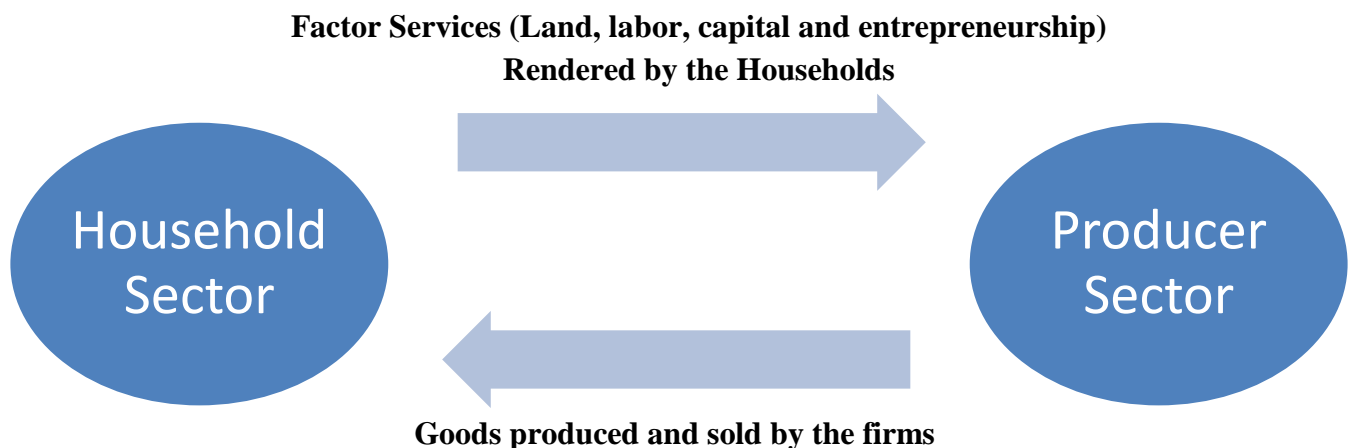 Factor Services (Land, labor, capital and entrepreneurship)
Rendered by the Households
Household
Sector
Producer
Sector
Goods produced and sold by the firms